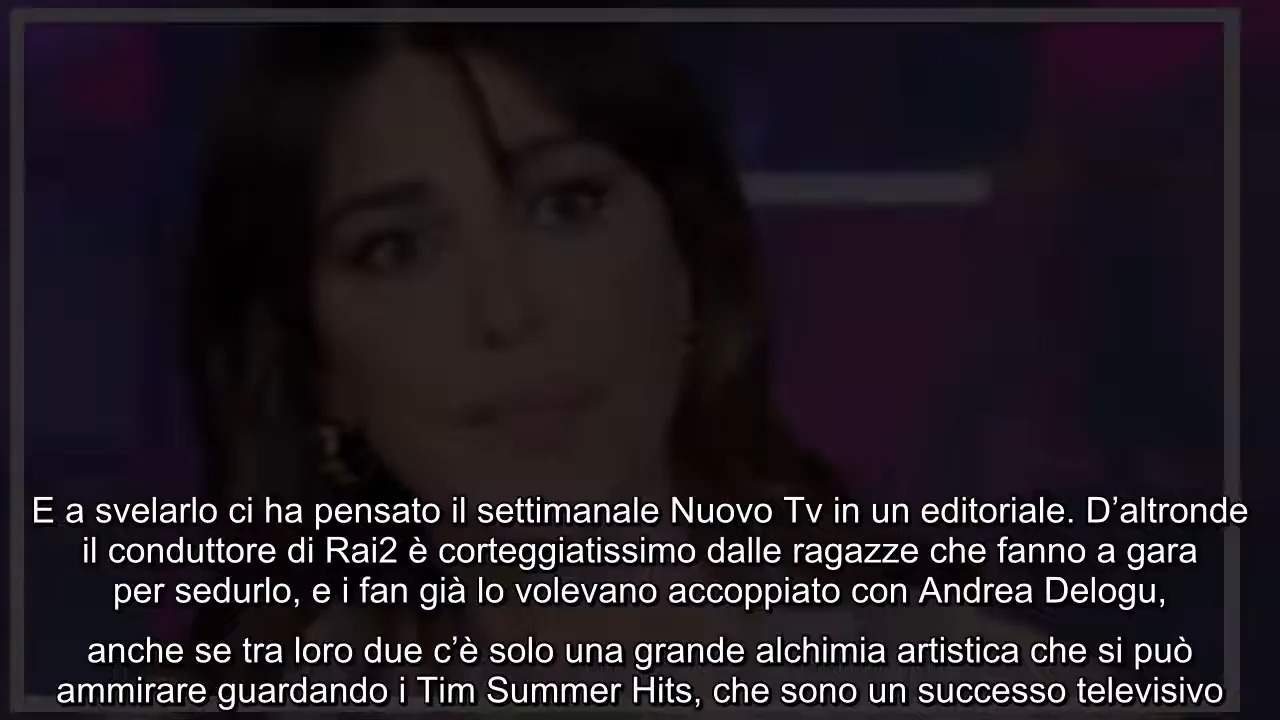 E a svelarlo ci ha pensato il settimanale Nuovo Tv in un editoriale. D’altronde
il conduttore di Rai2 è corteggiatissimo dalle ragazze che fanno a gara
per sedurlo, e i fan già lo volevano accoppiato con Andrea Delogu,
anche se tra loro due c’è solo una grande alchimia artistica che si può
ammirare guardando i Tim Summer Hits, che sono un successo televisivo